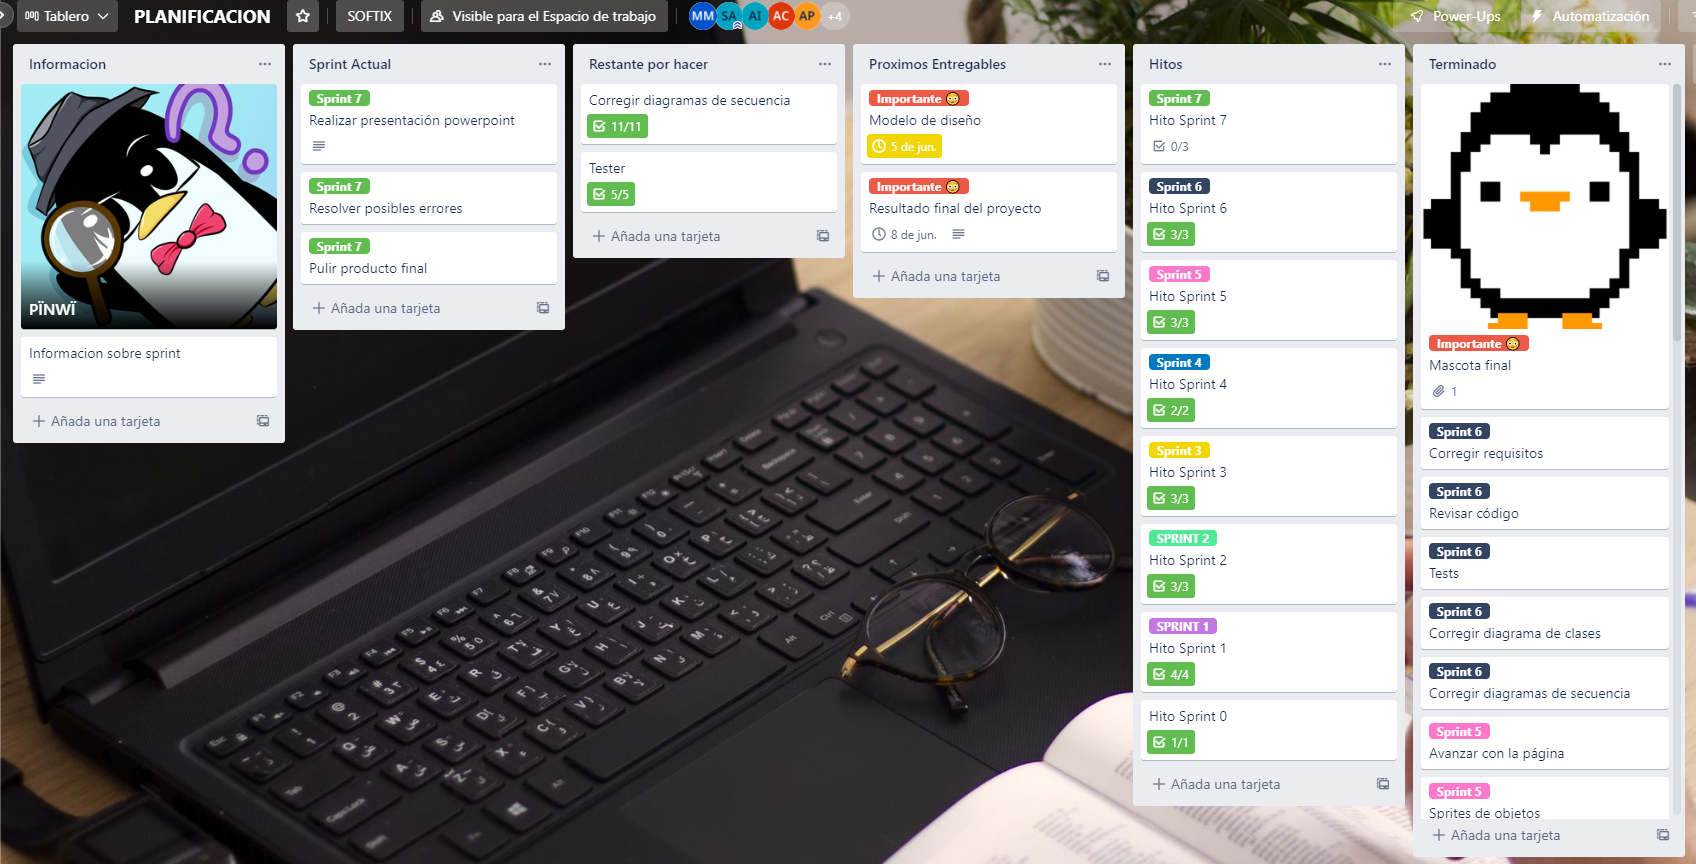 Tablero
PLANIFICACION
SOFTIX
Visible para el Espacio de trabajo
MM
SA
AI
AC
AP
+4
Power-Ups
Automatización
Informacion
PÏNWÏ
Informacion sobre sprint
Añada una tarjeta
Sprint Actual
Sprint 7
Realizar presentación powerpoint
Sprint 7
Resolver posibles errores
Sprint 7
Pulir producto final
Añada una tarjeta
Restante por hacer
Corregir diagramas de secuencia
11/11
Tester
5/5
Añada una tarjeta
Proximos Entregables
Importante 😳
Modelo de diseño
5 de jun.
Importante 😳
Resultado final del proyecto
8 de jun.
Añada una tarjeta
Hitos
Sprint 7
Hito Sprint 7
0/3
Sprint 6
Hito Sprint 6
3/3
Sprint 5
Hito Sprint 5
3/3
Sprint 4
Hito Sprint 4
2/2
Sprint 3
Hito Sprint 3
3/3
SPRINT 2
Hito Sprint 2
3/3
SPRINT 1
Hito Sprint 1
4/4
Hito Sprint 0
1/1
Añada una tarjeta
Terminado
Importante 😳
Mascota final
1
Sprint 6
Corregir requisitos
Sprint 6
Revisar código
Sprint 6
Tests
Sprint 6
Corregir diagrama de clases
Sprint 6
Corregir diagramas de secuencia
Sprint 5
Avanzar con la página
Sprint 5
Sprites de objetos
Añada una tarjeta